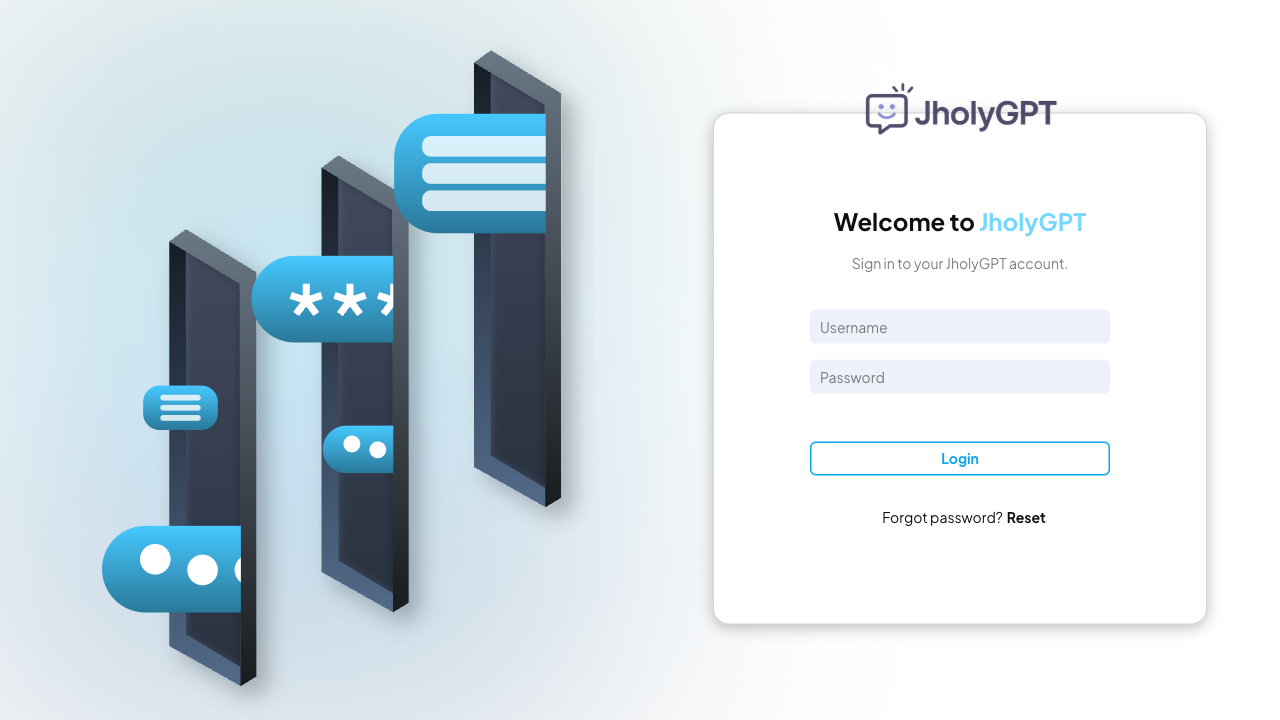 JholyGPT
Welcome to JholyGPT
Sign in to your JholyGPT account.
Username
Password
Login
Forgot password? Reset